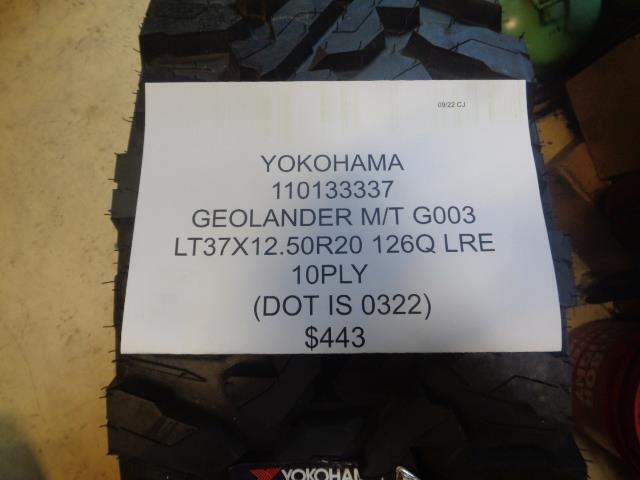 09/22 CJ
YOKOHAMA
110133337
GEOLANDER M/T G003
LT37X12.50R20 126Q LRE
10PLY
(DOT IS 0322)
$443
YOKOHAMA